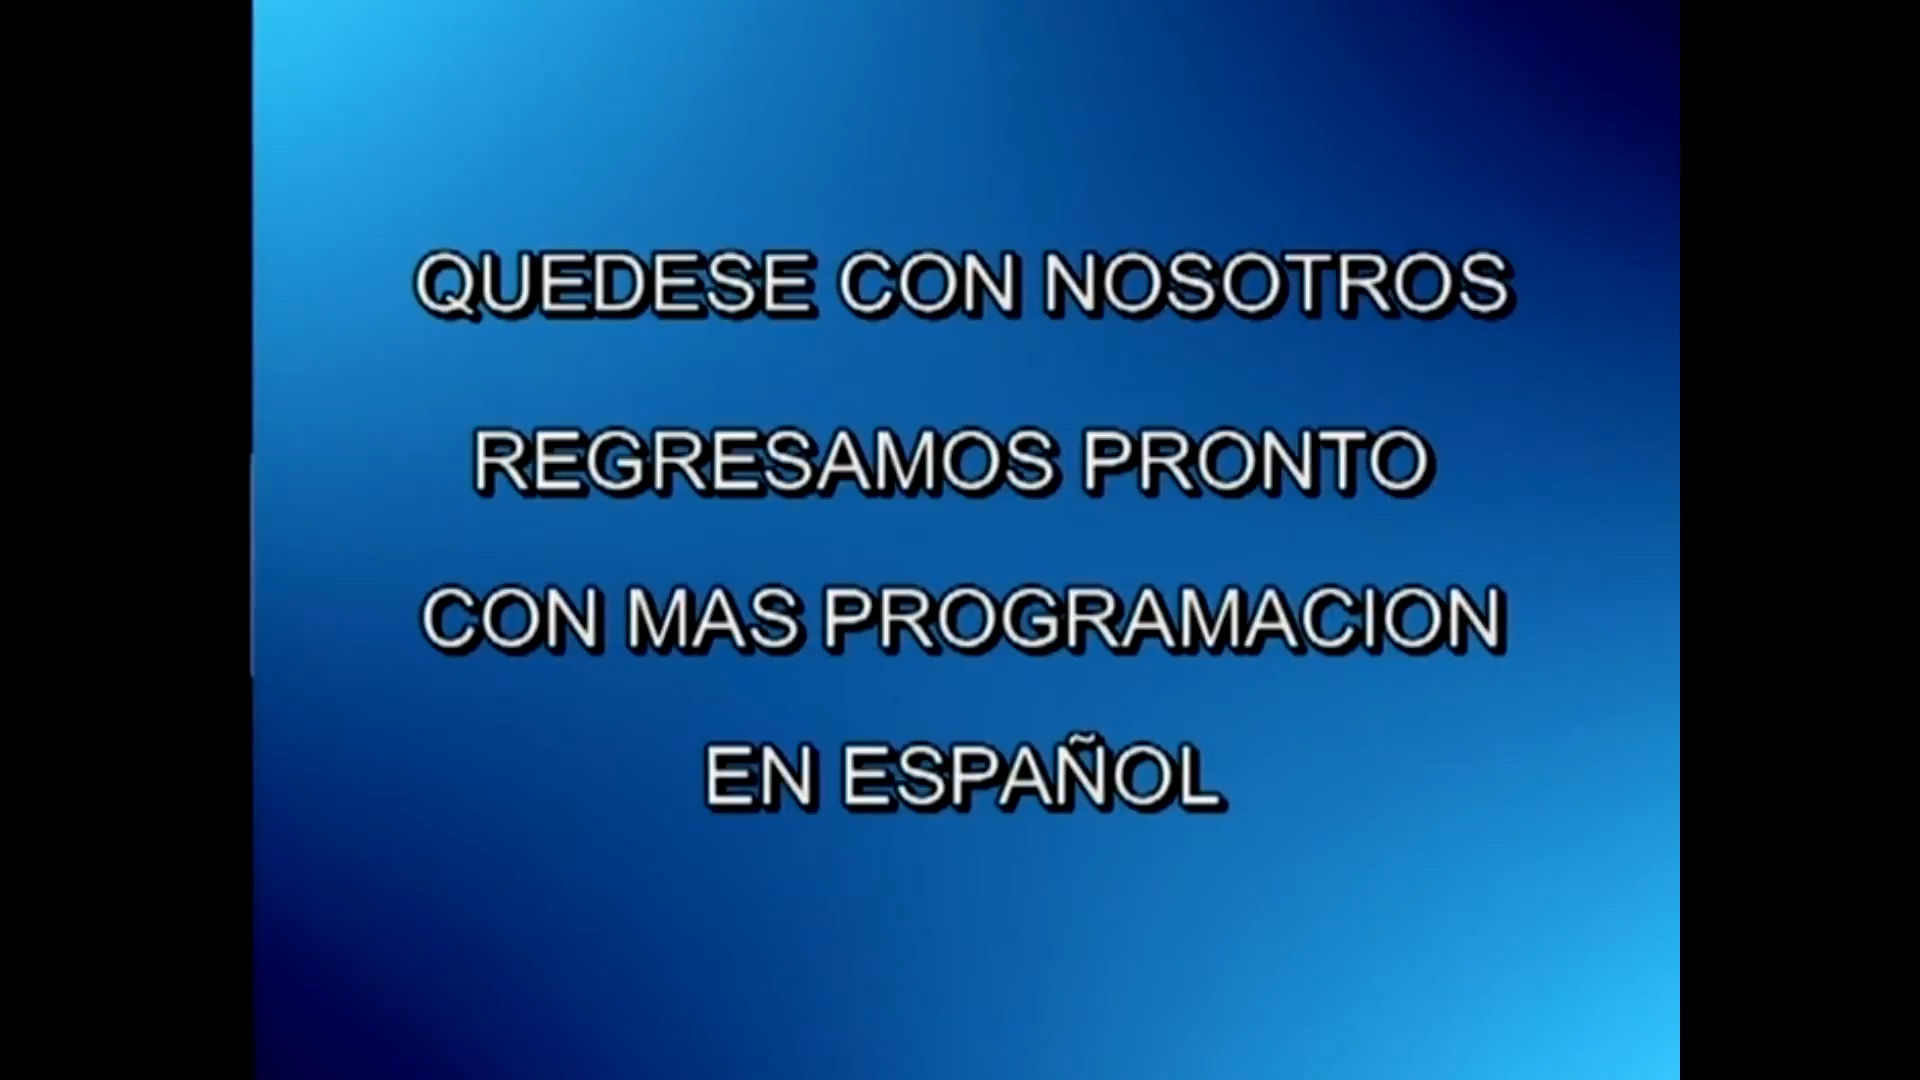 QUEDESE CON NOSOTROS
REGRESAMOS PRONTO
CON MAS PROGRAMACION
EN ESPAÑOL